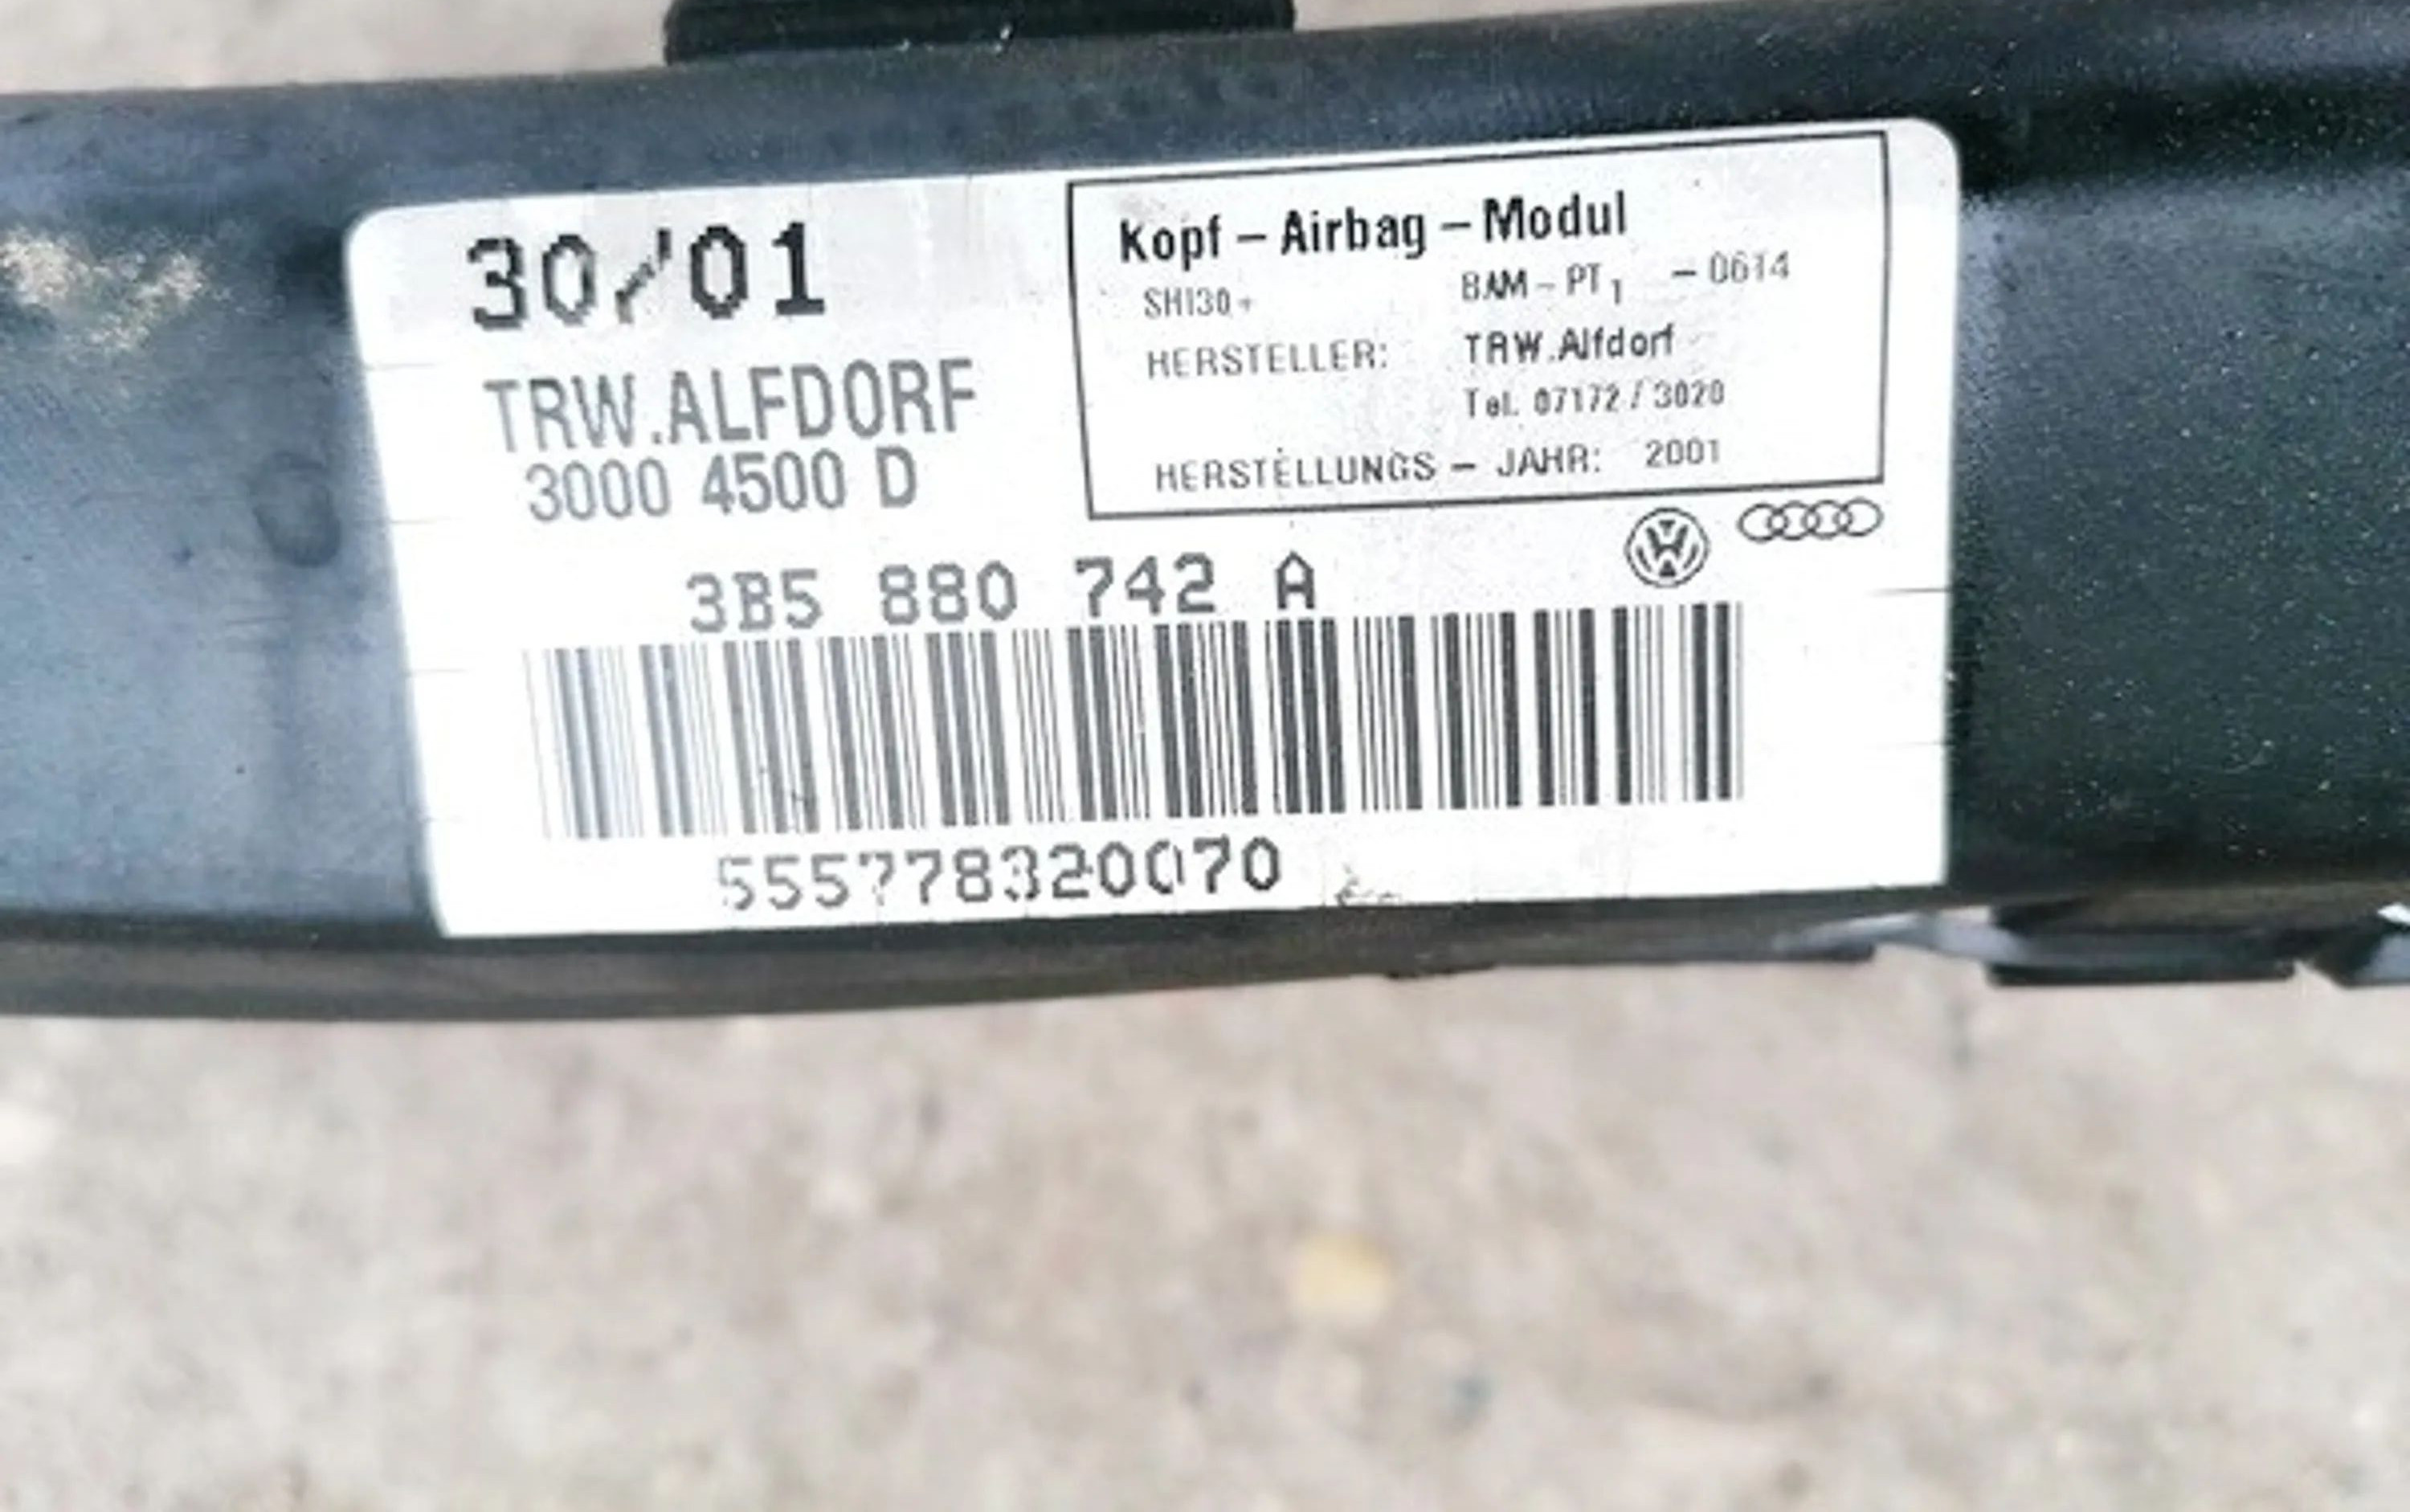 30/01
TRW.ALFDORF
3000 4500 D
Kopf – Airbag – Modul
SH130+ BAM – PT1 – 0614
HERSTELLER: TRW.Alfdorf
Tel. 07172 / 3020
HERSTELLUNGS – JAHR: 2001
3B5 880 742 A
555778320070